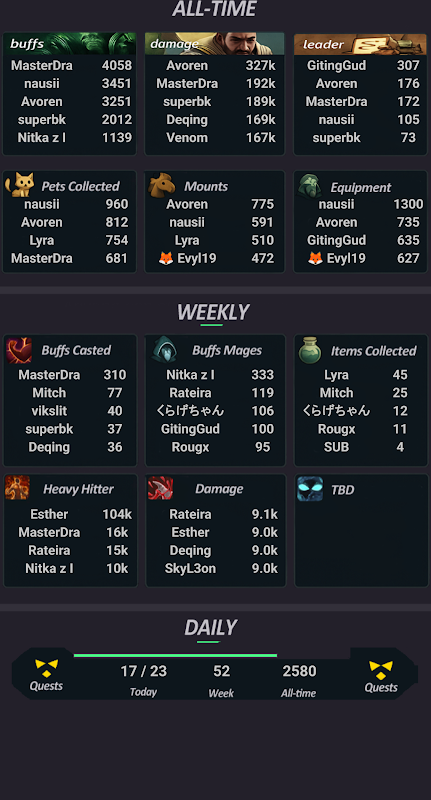 ALL-TIME
buffs
MasterDra 4058
nausii 3451
Avoren 3251
superbk 2012
Nitka z I 1139
damage
Avoren 327k
MasterDra 192k
superbk 189k
Deqing 169k
Venom 167k
leader
GitingGud 307
Avoren 176
MasterDra 172
nausii 105
superbk 73
Pets Collected
nausii 960
Avoren 812
Lyra 754
MasterDra 681
Mounts
Avoren 775
nausii 591
Lyra 510
🦊 Evyl19 472
Equipment
nausii 1300
Avoren 735
GitingGud 635
🦊 Evyl19 627
WEEKLY
Buffs Casted
MasterDra 310
Mitch 77
vikslit 40
superbk 37
Deqing 36
Buffs Mages
Nitka z I 333
Rateira 119
くらげちゃん 106
GitingGud 100
Rougx 95
Items Collected
Lyra 45
Mitch 25
くらげちゃん 12
Rougx 11
SUB 4
Heavy Hitter
Esther 104k
MasterDra 16k
Rateira 15k
Nitka z I 10k
Damage
Rateira 9.1k
Esther 9.0k
Deqing 9.0k
SkyL3on 9.0k
TBD
DAILY
Quests
17 / 23 52 2580
Today Week All-time
Quests